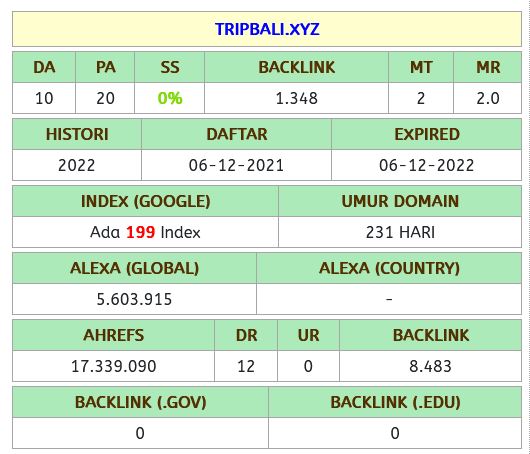 TRIPBALI.XYZ
DA PA SS BACKLINK MT MR
10 20 0% 1.348 2 2.0
HISTORI DAFTAR EXPIRED
2022 06-12-2021 06-12-2022
INDEX (GOOGLE) UMUR DOMAIN
Ada 199 Index 231 HARI
ALEXA (GLOBAL) ALEXA (COUNTRY)
5.603.915 -
AHREFS DR UR BACKLINK
17.339.090 12 0 8.483
BACKLINK (.GOV) BACKLINK (.EDU)
0 0